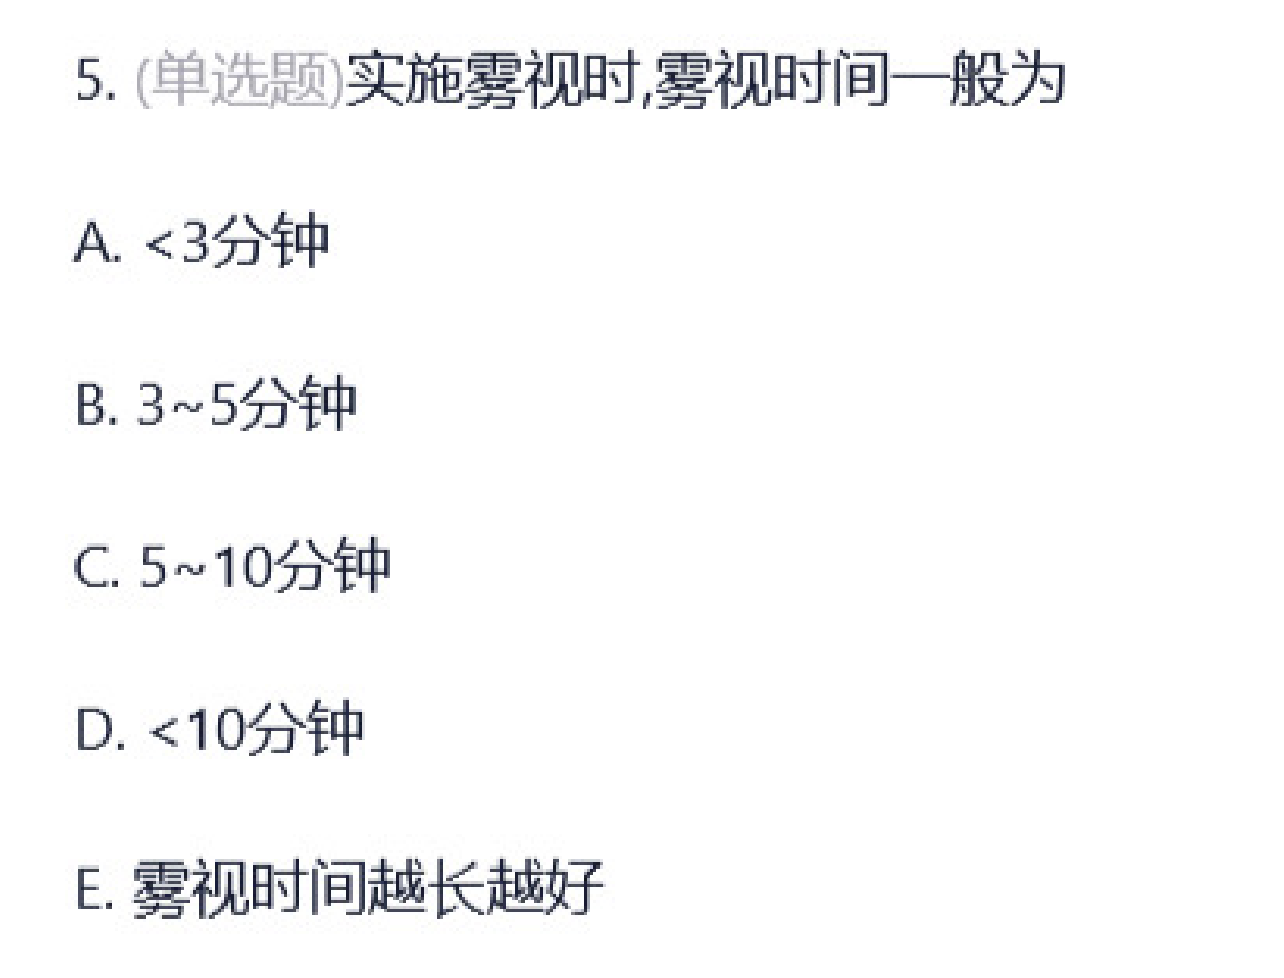 5. (单选题)实施雾视时,雾视时间一般为
A. <3分钟
B. 3~5分钟
C. 5~10分钟
D. <10分钟
E. 雾视时间越长越好